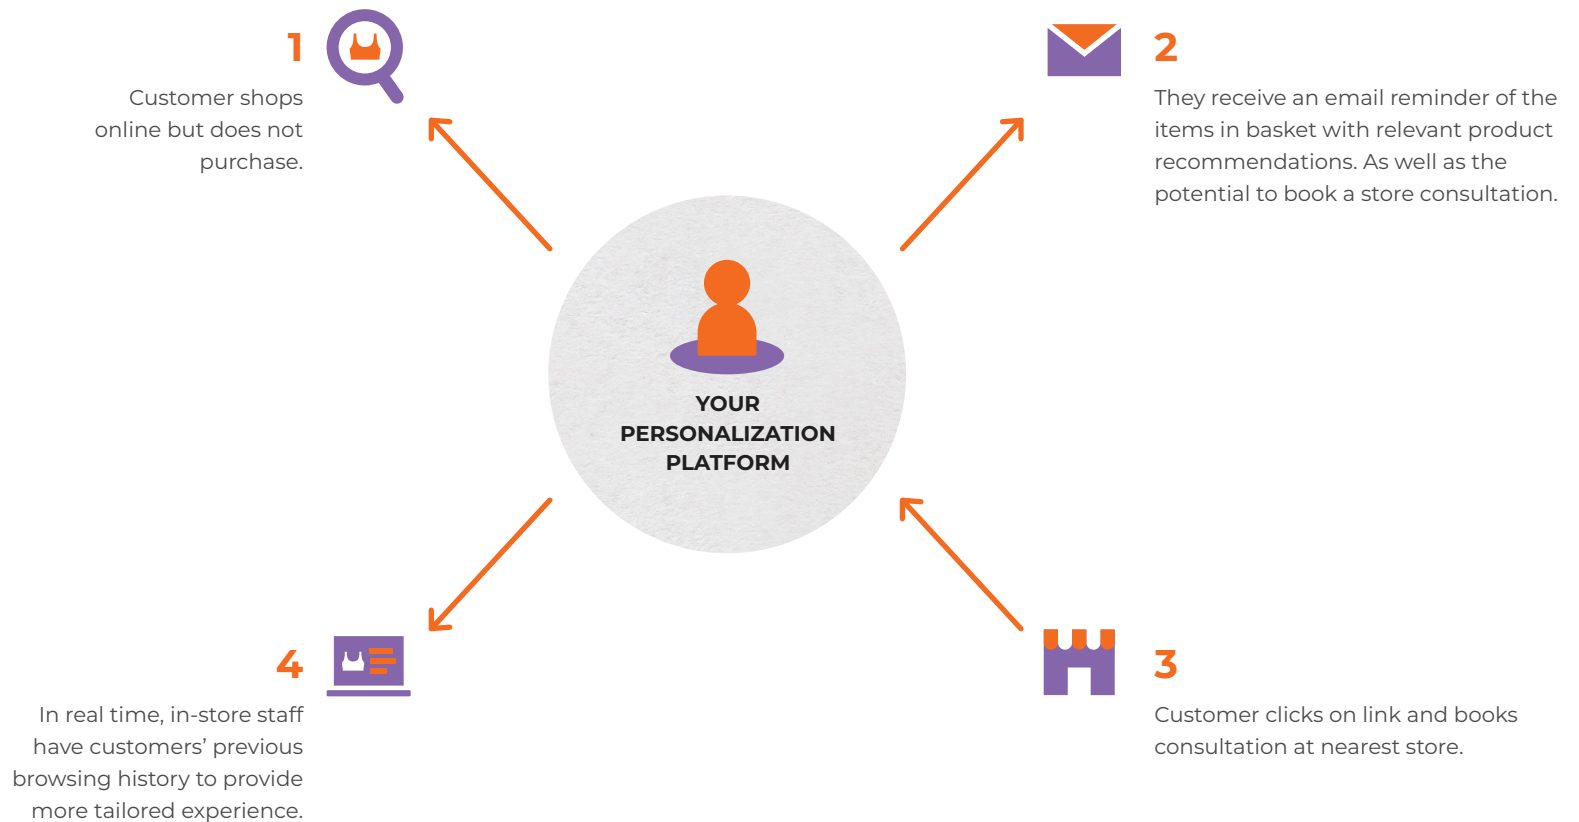 1
Customer shops
online but does not
purchase.
2
They receive an email reminder of the
items in basket with relevant product
recommendations. As well as the
potential to book a store consultation.
YOUR
PERSONALIZATION
PLATFORM
3
Customer clicks on link and books
consultation at nearest store.
4
In real time, in-store staff
have customers’ previous
browsing history to provide
more tailored experience.